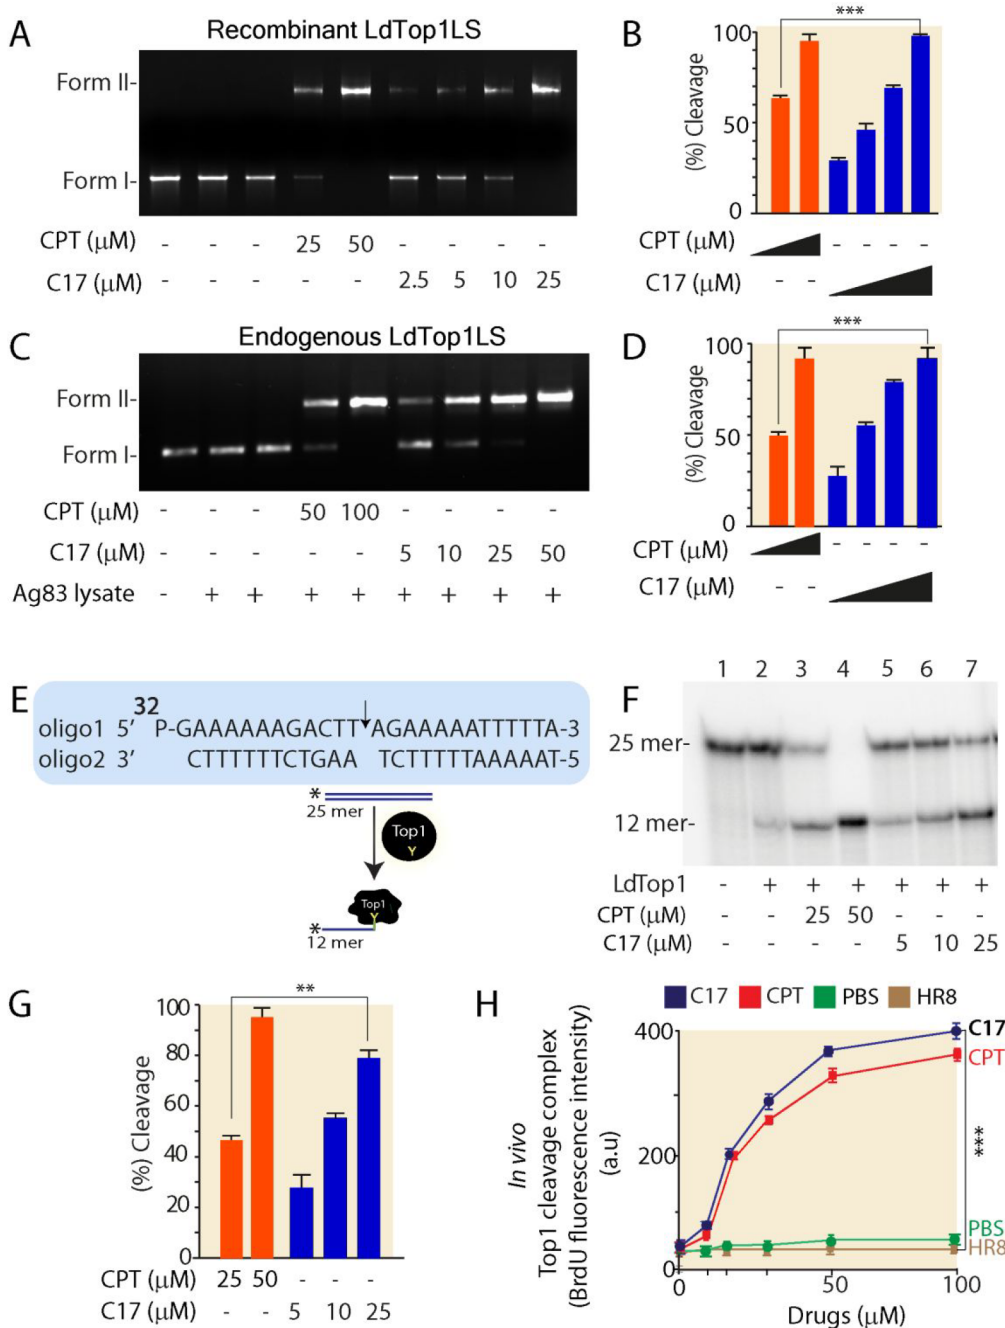 A
Recombinant LdTop1LS
Form II-
Form I-
CPT (μM) - - - 25 50 - - - -
C17 (μM) - - - - - 2.5 5 10 25
B
(%) Cleavage
***
100
50
0
CPT (μM) - - - -
C17 (μM) - -
C
Endogenous LdTop1LS
Form II-
Form I-
CPT (μM) - - - 50 100 - - - -
C17 (μM) - - - - - 5 10 25 50
Ag83 lysate - + + + + + + + +
D
(%) Cleavage
***
100
50
0
CPT (μM) - - - -
C17 (μM) - -
E
32
oligo1 5' P-GAAAAAAGACTT AGAAAAATTTTTA-3
oligo2 3' CTTTTTTCTGAA TCTTTTTAAAAAT-5
*
25 mer
Top1
Y
Top1
Y
*
12 mer
F
1 2 3 4 5 6 7
25 mer-
12 mer-
LdTop1 - + + + + + +
CPT (μM) 25 50 - - -
C17 (μM) - - 5 10 25
G
(%) Cleavage
**
100
80
60
40
20
0
CPT (μM) 25 50 - - -
C17 (μM) - - 5 10 25
H
C17 CPT PBS HR8
In vivo
Top1 cleavage complex
(BrdU fluorescence intensity)
(a.u)
400
200
0
C17
CPT
***
PBS
HR8
0 50 100
Drugs (μM)